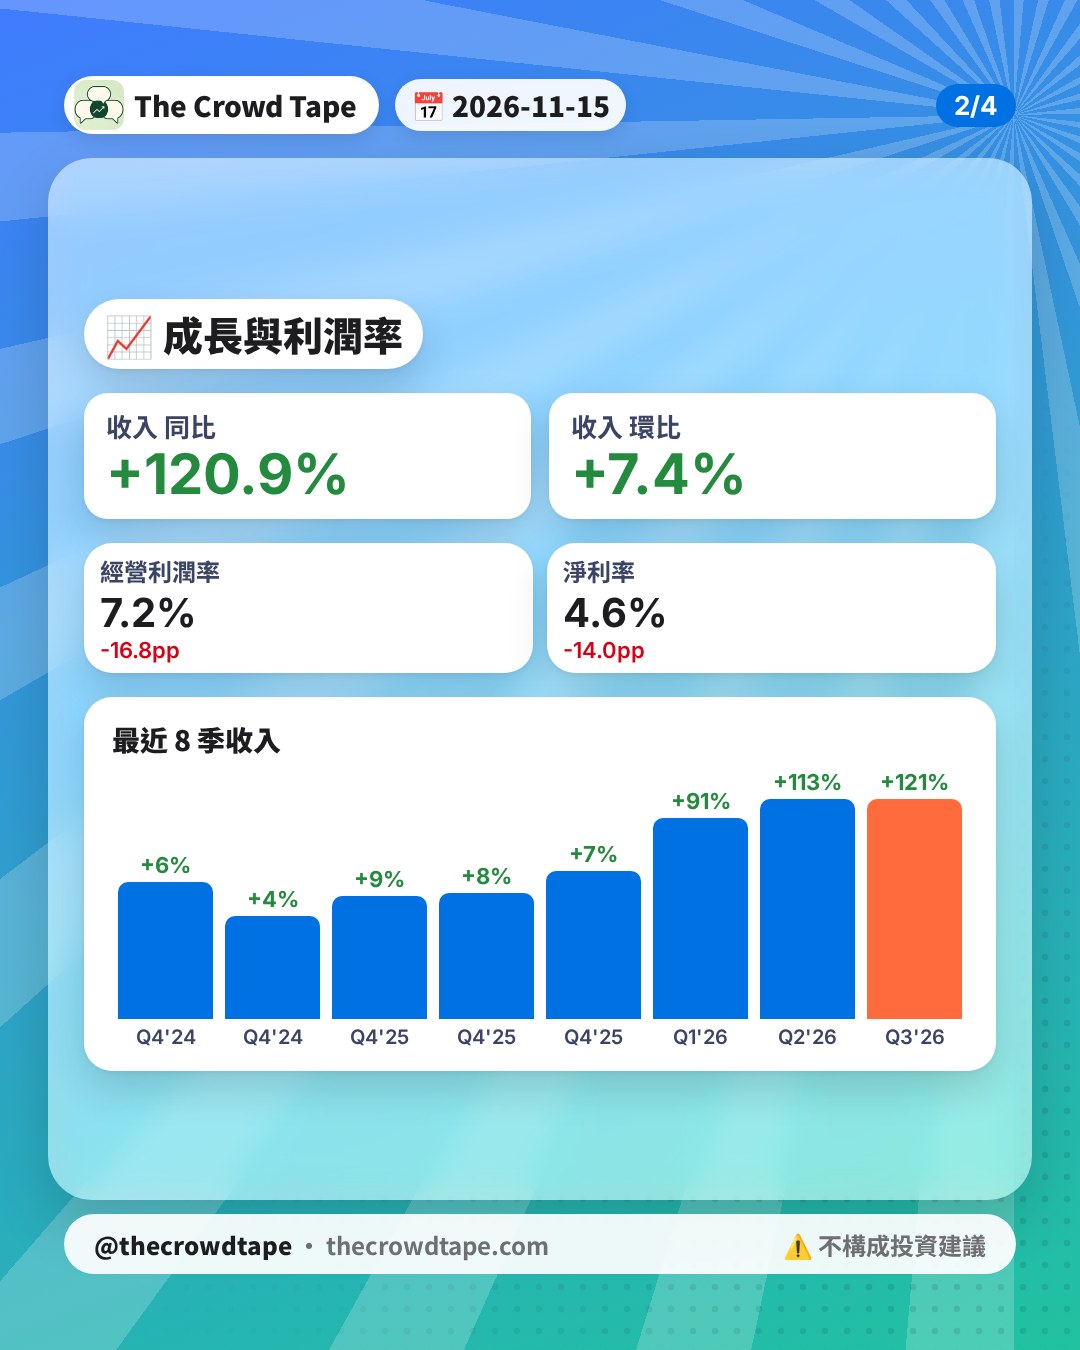 The Crowd Tape
2026-11-15
2/4
成長與利潤率
收入 同比
+120.9%
收入 環比
+7.4%
經營利潤率
7.2%
-16.8pp
淨利率
4.6%
-14.0pp
最近 8 季收入
+6% +4% +9% +8% +7% +91% +113% +121%
Q4'24 Q4'24 Q4'25 Q4'25 Q4'25 Q1'26 Q2'26 Q3'26
@thecrowdtape • thecrowdtape.com
⚠️ 不構成投資建議